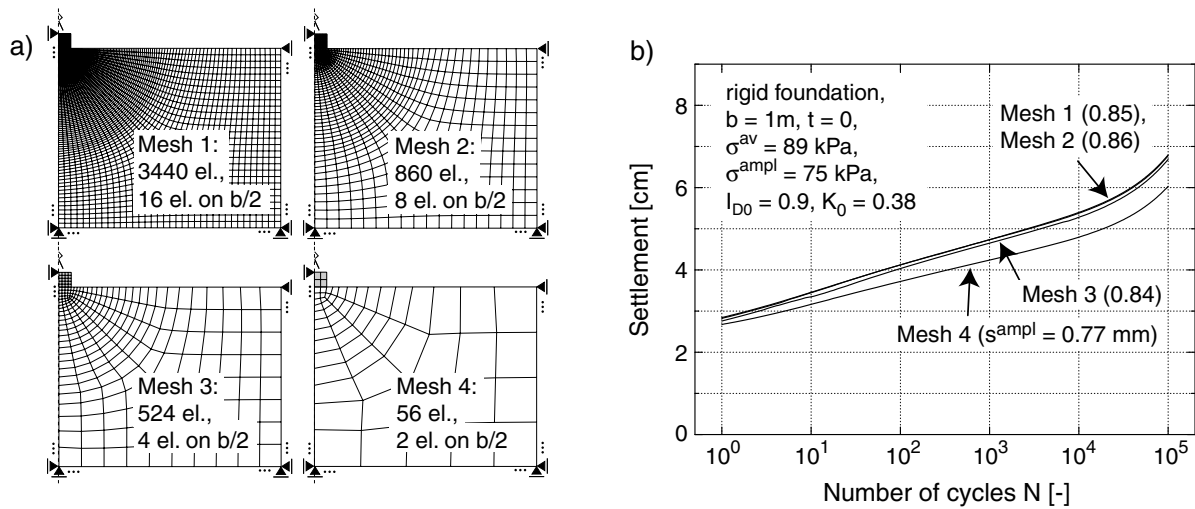 a)
Mesh 1:
3440 el.,
16 el. on b/2
Mesh 2:
860 el.,
8 el. on b/2
Mesh 3:
524 el.,
4 el. on b/2
Mesh 4:
56 el.,
2 el. on b/2
b)
Settlement [cm]
8
6
4
2
0
rigid foundation,
b = 1m, t = 0,
σ^av = 89 kPa,
σ^ampl = 75 kPa,
I_D0 = 0.9, K_0 = 0.38
Mesh 1 (0.85),
Mesh 2 (0.86)
Mesh 3 (0.84)
Mesh 4 (s^ampl = 0.77 mm)
10^0 10^1 10^2 10^3 10^4 10^5
Number of cycles N [-]